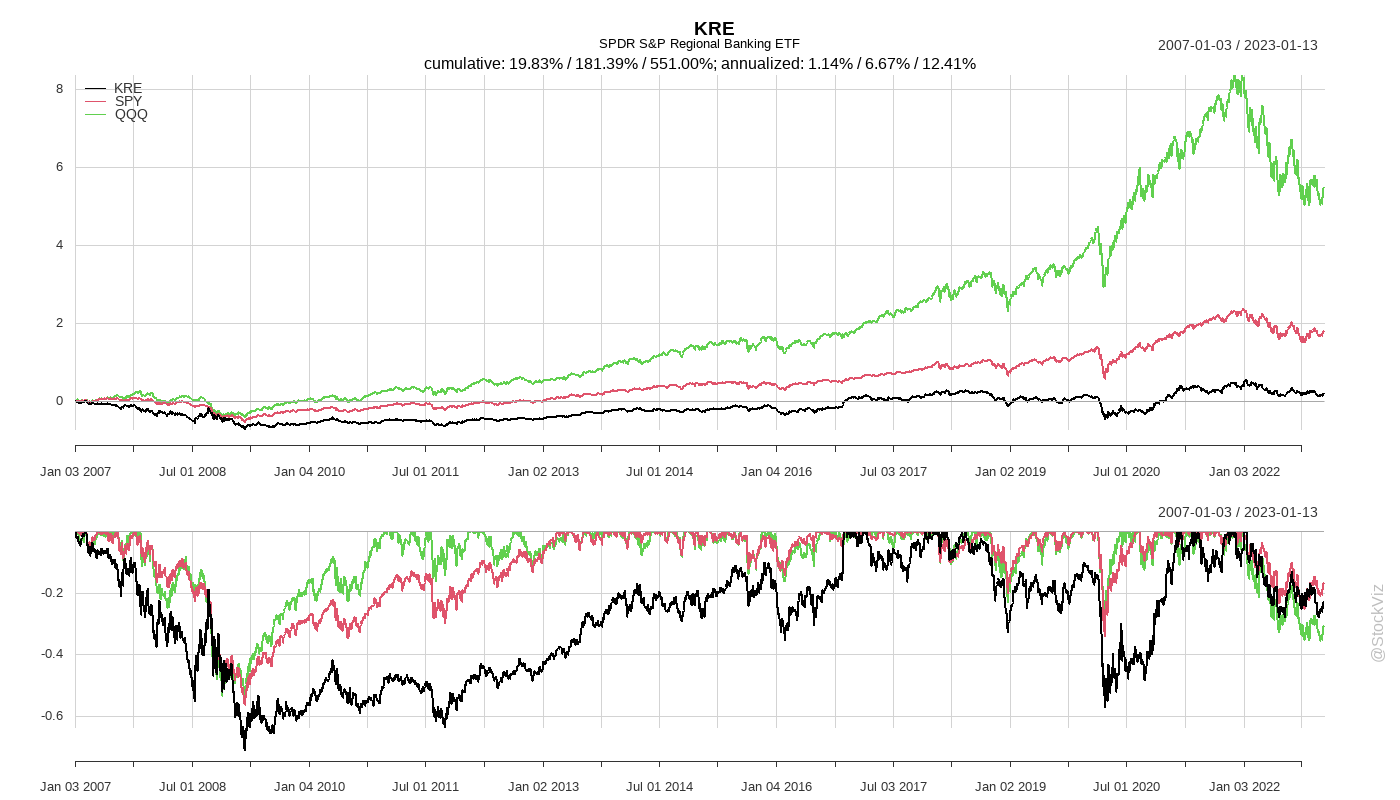 KRE
SPDR S&P Regional Banking ETF
2007-01-03 / 2023-01-13
cumulative: 19.83% / 181.39% / 551.00%; annualized: 1.14% / 6.67% / 12.41%
KRE
SPY
QQQ
8
6
4
2
0
Jan 03 2007 Jul 01 2008 Jan 04 2010 Jul 01 2011 Jan 02 2013 Jul 01 2014 Jan 04 2016 Jul 03 2017 Jan 02 2019 Jul 01 2020 Jan 03 2022
2007-01-03 / 2023-01-13
-0.2
-0.4
-0.6
Jan 03 2007 Jul 01 2008 Jan 04 2010 Jul 01 2011 Jan 02 2013 Jul 01 2014 Jan 04 2016 Jul 03 2017 Jan 02 2019 Jul 01 2020 Jan 03 2022
@StockViz